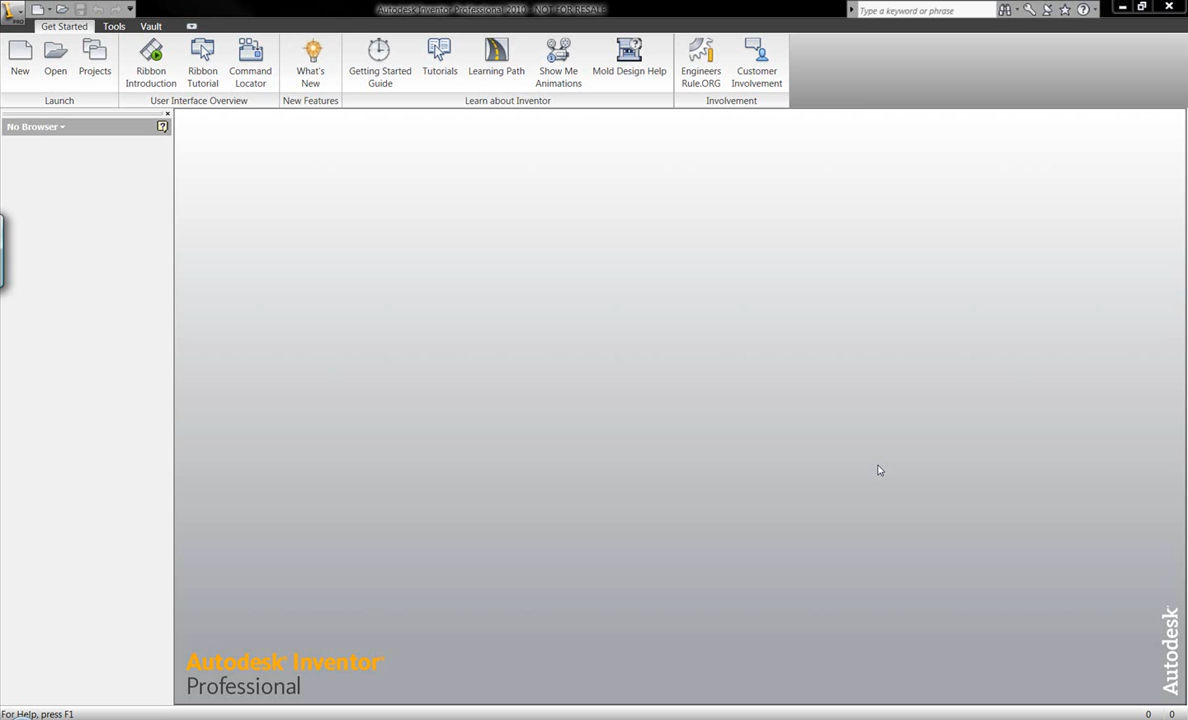 Autodesk Inventor Professional 2010 - NOT FOR RESALE
Type a keyword or phrase
PRO
Get Started Tools Vault
New Open Projects Ribbon Introduction Ribbon Tutorial Command Locator What's New Getting Started Guide Tutorials Learning Path Show Me Animations Mold Design Help Engineers Rule.ORG Customer Involvement
Launch User Interface Overview New Features Learn about Inventor Involvement
No Browser
Autodesk Inventor
Professional
Autodesk
For Help, press F1 0 0